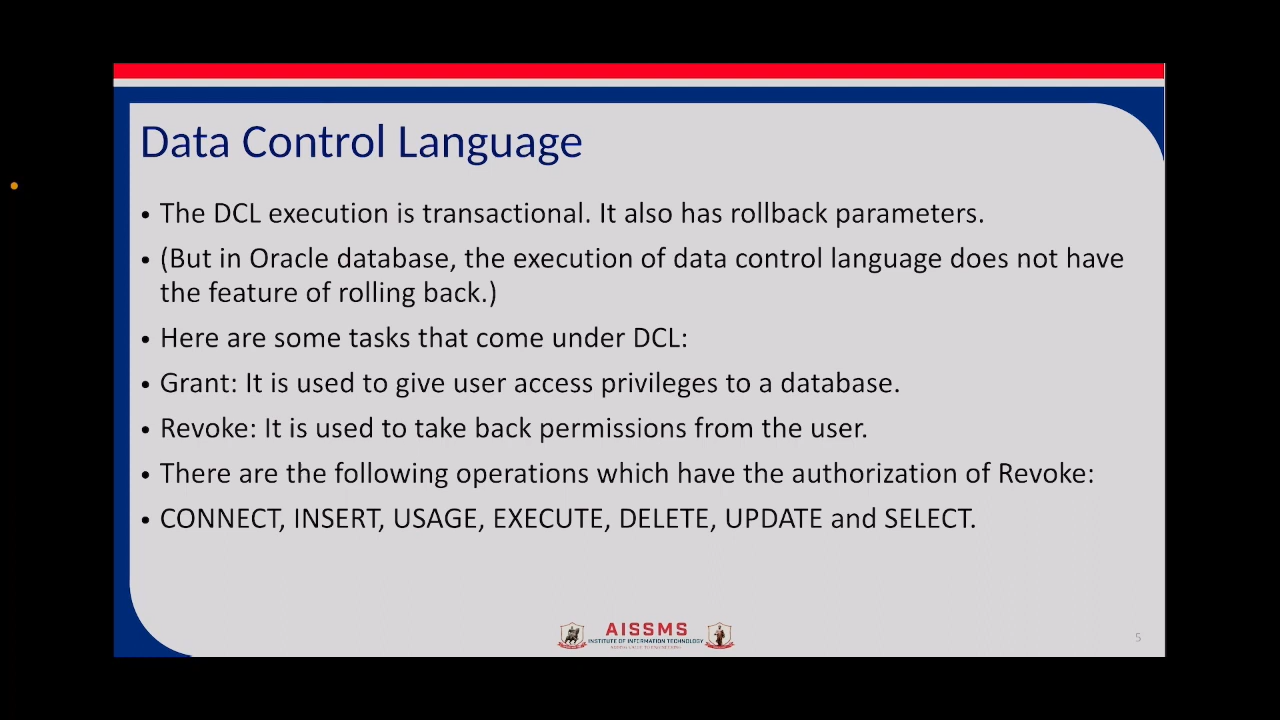 Data Control Language
• The DCL execution is transactional. It also has rollback parameters.
• (But in Oracle database, the execution of data control language does not have
the feature of rolling back.)
• Here are some tasks that come under DCL:
• Grant: It is used to give user access privileges to a database.
• Revoke: It is used to take back permissions from the user.
• There are the following operations which have the authorization of Revoke:
• CONNECT, INSERT, USAGE, EXECUTE, DELETE, UPDATE and SELECT.
AISSMS
INSTITUTE OF INFORMATION TECHNOLOGY
5